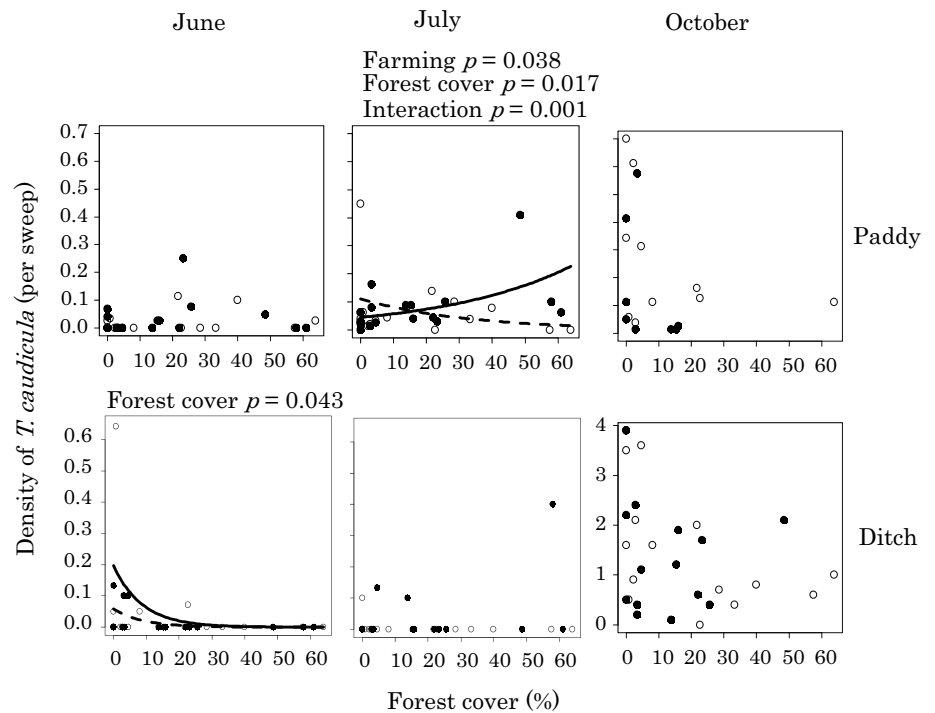 June
July
October
Farming p = 0.038
Forest cover p = 0.017
Interaction p = 0.001
0.7
0.6
0.5
0.4
0.3
0.2
0.1
0.0
0 10 20 30 40 50 60
0 10 20 30 40 50 60
0 10 20 30 40 50 60
Paddy
Density of T. caudicula (per sweep)
Forest cover p = 0.043
0.6
0.5
0.4
0.3
0.2
0.1
0.0
0 10 20 30 40 50 60
0 10 20 30 40 50 60
4
3
2
1
0
0 10 20 30 40 50 60
Ditch
Forest cover (%)